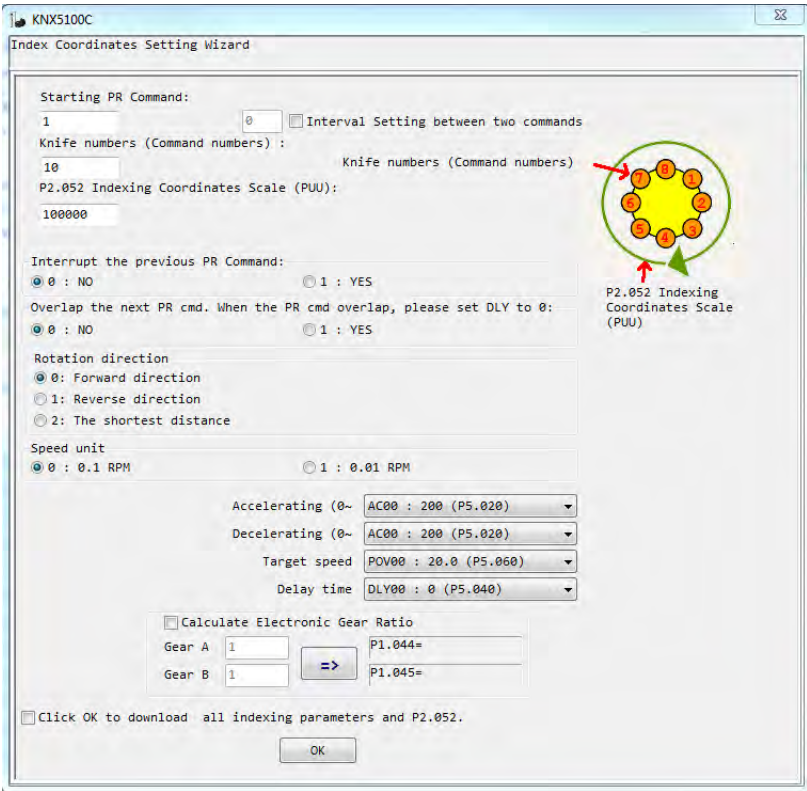 KNX5100C
Index Coordinates Setting Wizard
Starting PR Command:
1
0
Interval Setting between two commands
Knife numbers (Command numbers) :
10
Knife numbers (Command numbers)
P2.052 Indexing Coordinates Scale (PUU):
100000
8
7
1
6
2
5
3
4
P2.052 Indexing
Coordinates Scale
(PUU)
Interrupt the previous PR Command:
0 : NO
1 : YES
Overlap the next PR cmd. When the PR cmd overlap, please set DLY to 0:
0 : NO
1 : YES
Rotation direction
0: Forward direction
1: Reverse direction
2: The shortest distance
Speed unit
0 : 0.1 RPM
1 : 0.01 RPM
Accelerating (0~ AC00 : 200 (P5.020)
Decelerating (0~ AC00 : 200 (P5.020)
Target speed POV00 : 20.0 (P5.060)
Delay time DLY00 : 0 (P5.040)
Calculate Electronic Gear Ratio
Gear A 1
=>
P1.044=
Gear B 1
P1.045=
Click OK to download all indexing parameters and P2.052.
OK